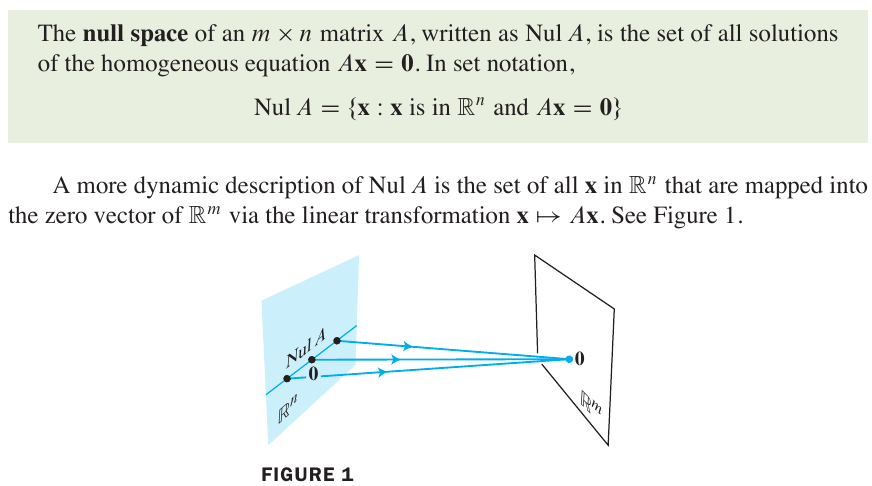 The null space of an m × n matrix A, written as Nul A, is the set of all solutions
of the homogeneous equation Ax = 0. In set notation,
Nul A = {x : x is in ℝⁿ and Ax = 0}
A more dynamic description of Nul A is the set of all x in ℝⁿ that are mapped into
the zero vector of ℝᵐ via the linear transformation x ↦ Ax. See Figure 1.
Nul A
0
ℝⁿ
0
ℝᵐ
FIGURE 1